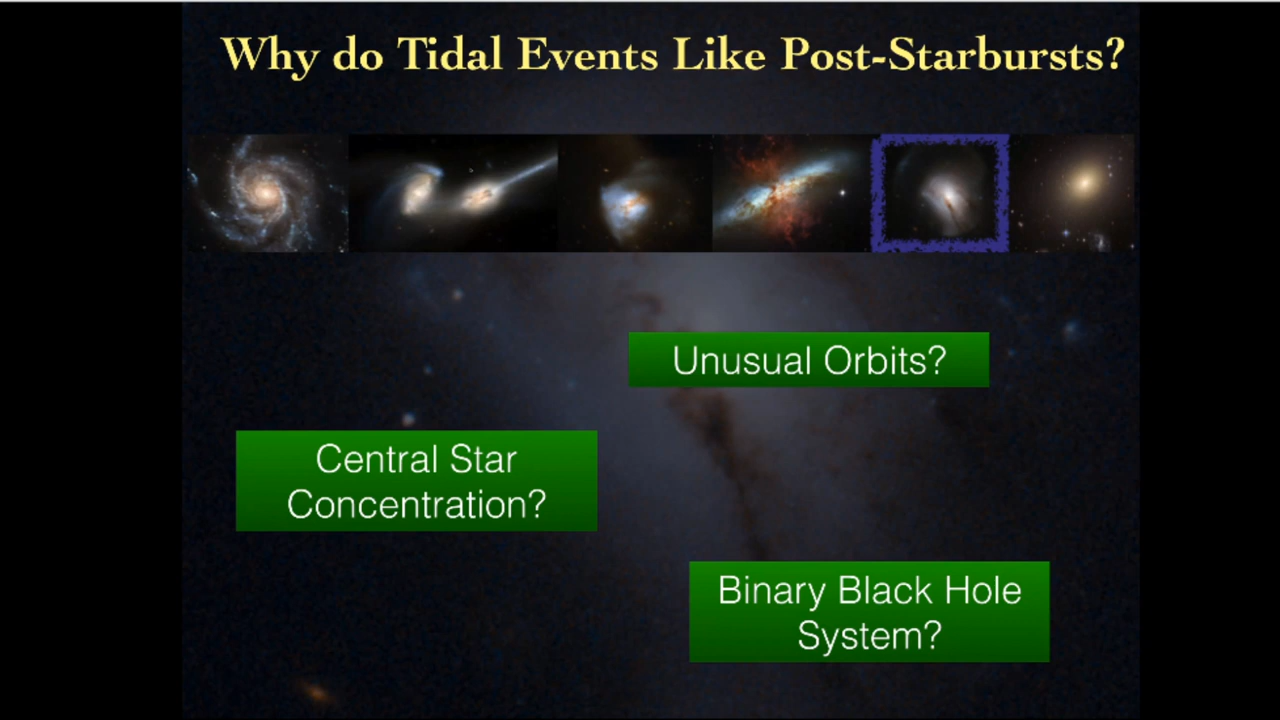 Why do Tidal Events Like Post-Starbursts?
Unusual Orbits?
Central Star
Concentration?
Binary Black Hole
System?